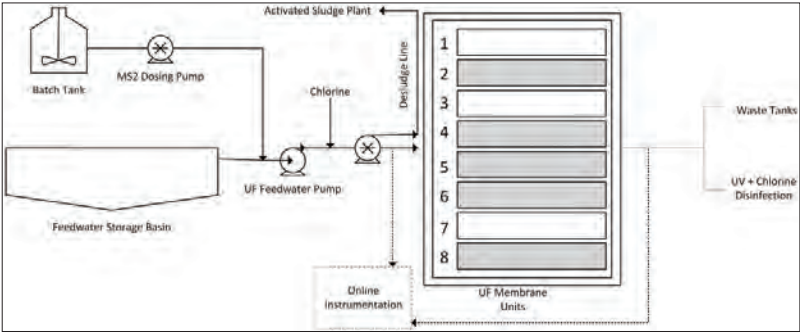 Activated Sludge Plant
Batch Tank
MS2 Dosing Pump
Desludge Line
Chlorine
UF Feedwater Pump
Feedwater Storage Basin
1
2
3
4
5
6
7
8
Waste Tanks
UV + Chlorine
Disinfection
Online
Instrumentation
UF Membrane
Units